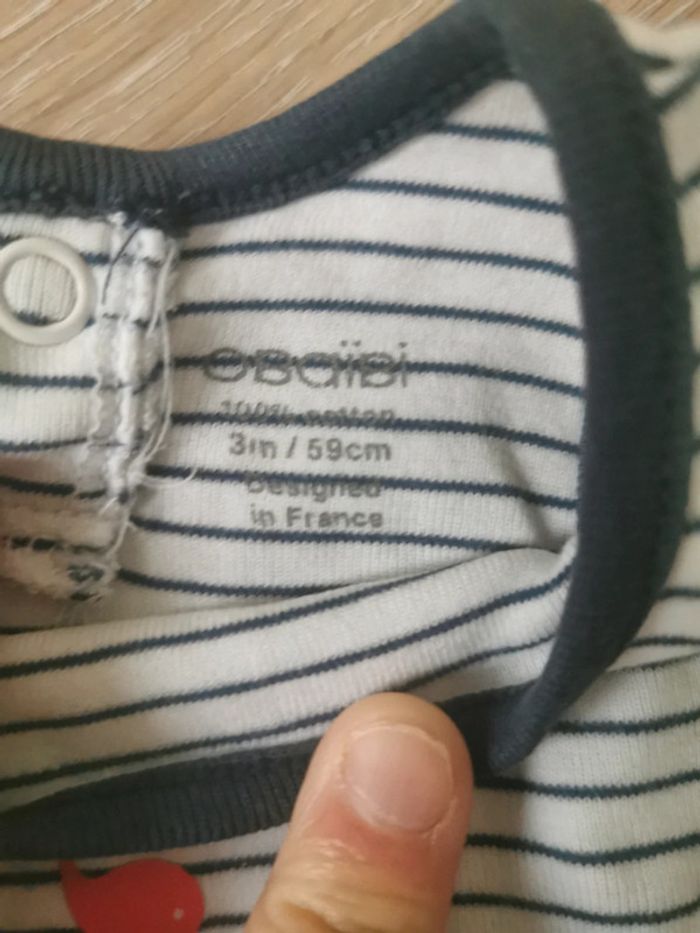 obaïbi
100% cotton
3m / 59cm
Designed
in France